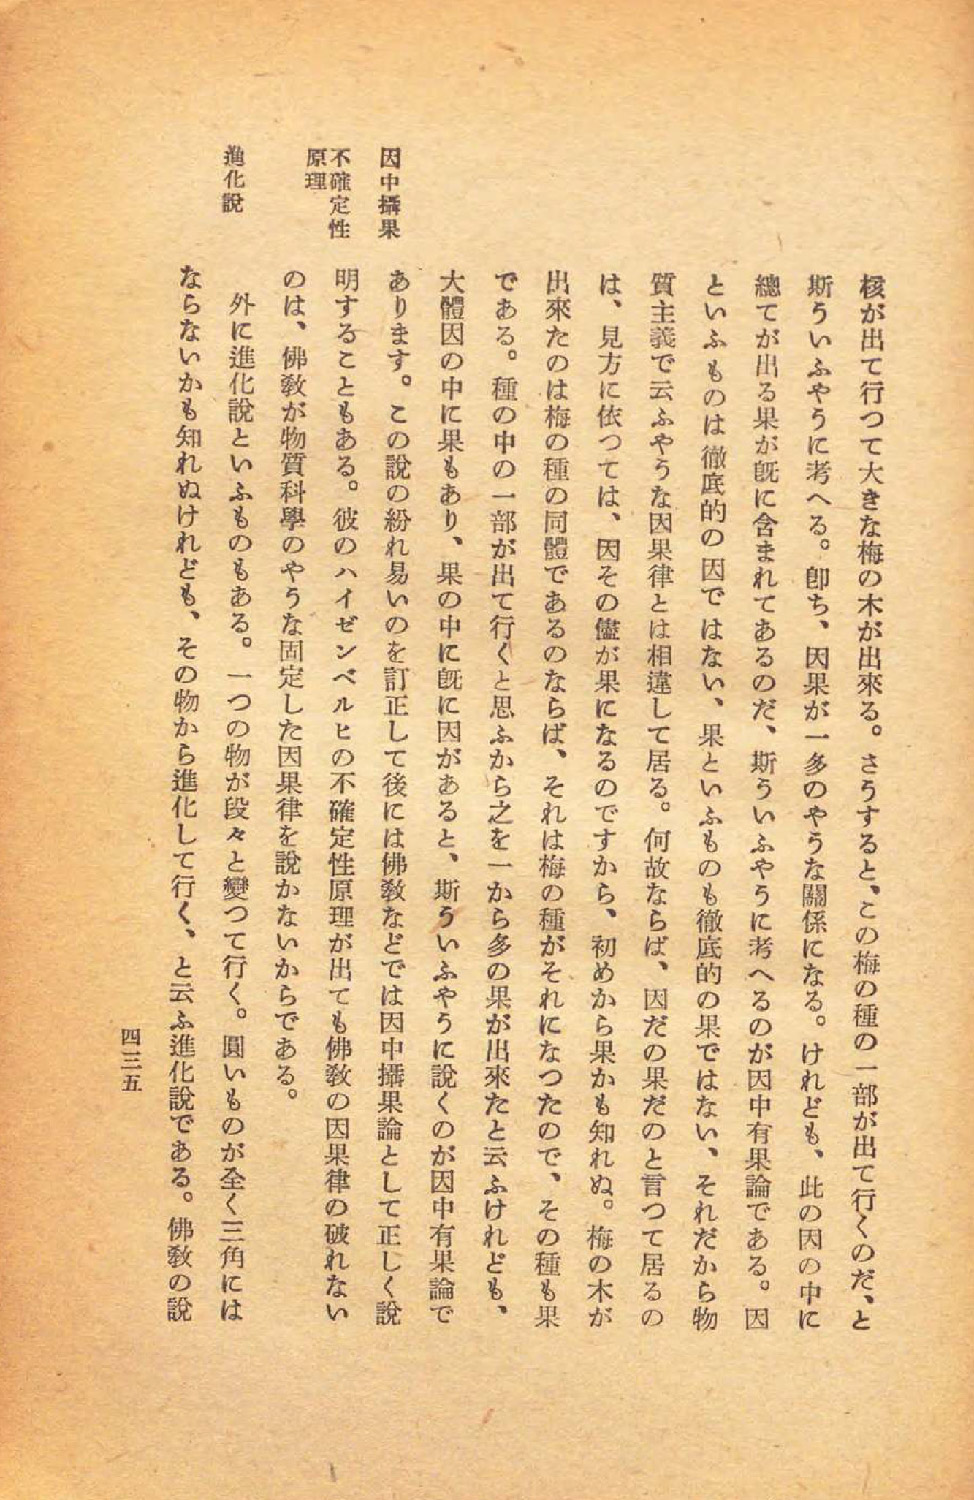 核が出て行つて大きな梅の木が出來る。さうすると、この梅の種の一部が出て行くのだ、と
斯ういふやうに考へる。卽ち、因果が一多のやうな關係になる。けれども、此の因の中に
總てが出る果が旣に含まれてあるのだ、斯ういふやうに考へるのが因中有果論である。因
といふものは徹底的の因ではない、果といふものも徹底的の果ではない、それだから物
質主義で云ふやうな因果律とは相違して居る。何故ならば、因だの果だのと言つて居るの
は、見方に依つては、因その儘が果になるのですから、初めから果かも知れぬ。梅の木が
出來たのは梅の種の同體であるのならば、それは梅の種がそれになつたので、その種も果
である。種の中の一部が出て行くと思ふから之を一から多の果が出來たと云ふけれども、
大體因の中に果もあり、果の中に旣に因があると、斯ういふやうに說くのが因中有果論で
因中攝果
あります。この說の紛れ易いのを訂正して後には佛敎などでは因中攝果論として正しく說
不確定性
原理
明することもある。彼のハイゼンベルヒの不確定性原理が出ても佛敎の因果律の破れない
のは、佛敎が物質科學のやうな固定した因果律を說かないからである。
進化說
外に進化說といふものもある。一つの物が段々と變つて行く。圓いものが全く三角には
ならないかも知れぬけれども、その物から進化して行く、と云ふ進化說である。佛敎の說
四三五